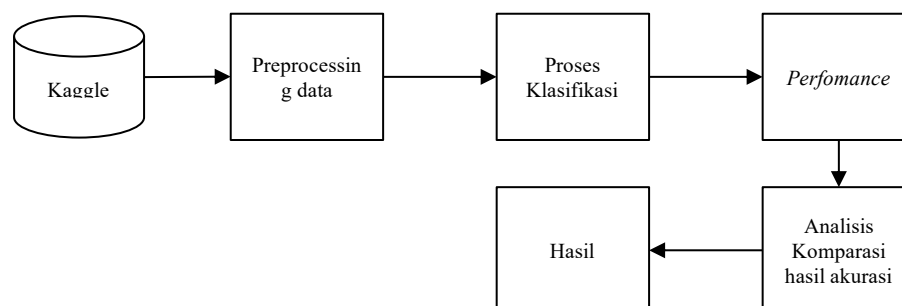 Kaggle
Preprocessin
g data
Proses
Klasifikasi
Perfomance
Analisis
Komparasi
hasil akurasi
Hasil